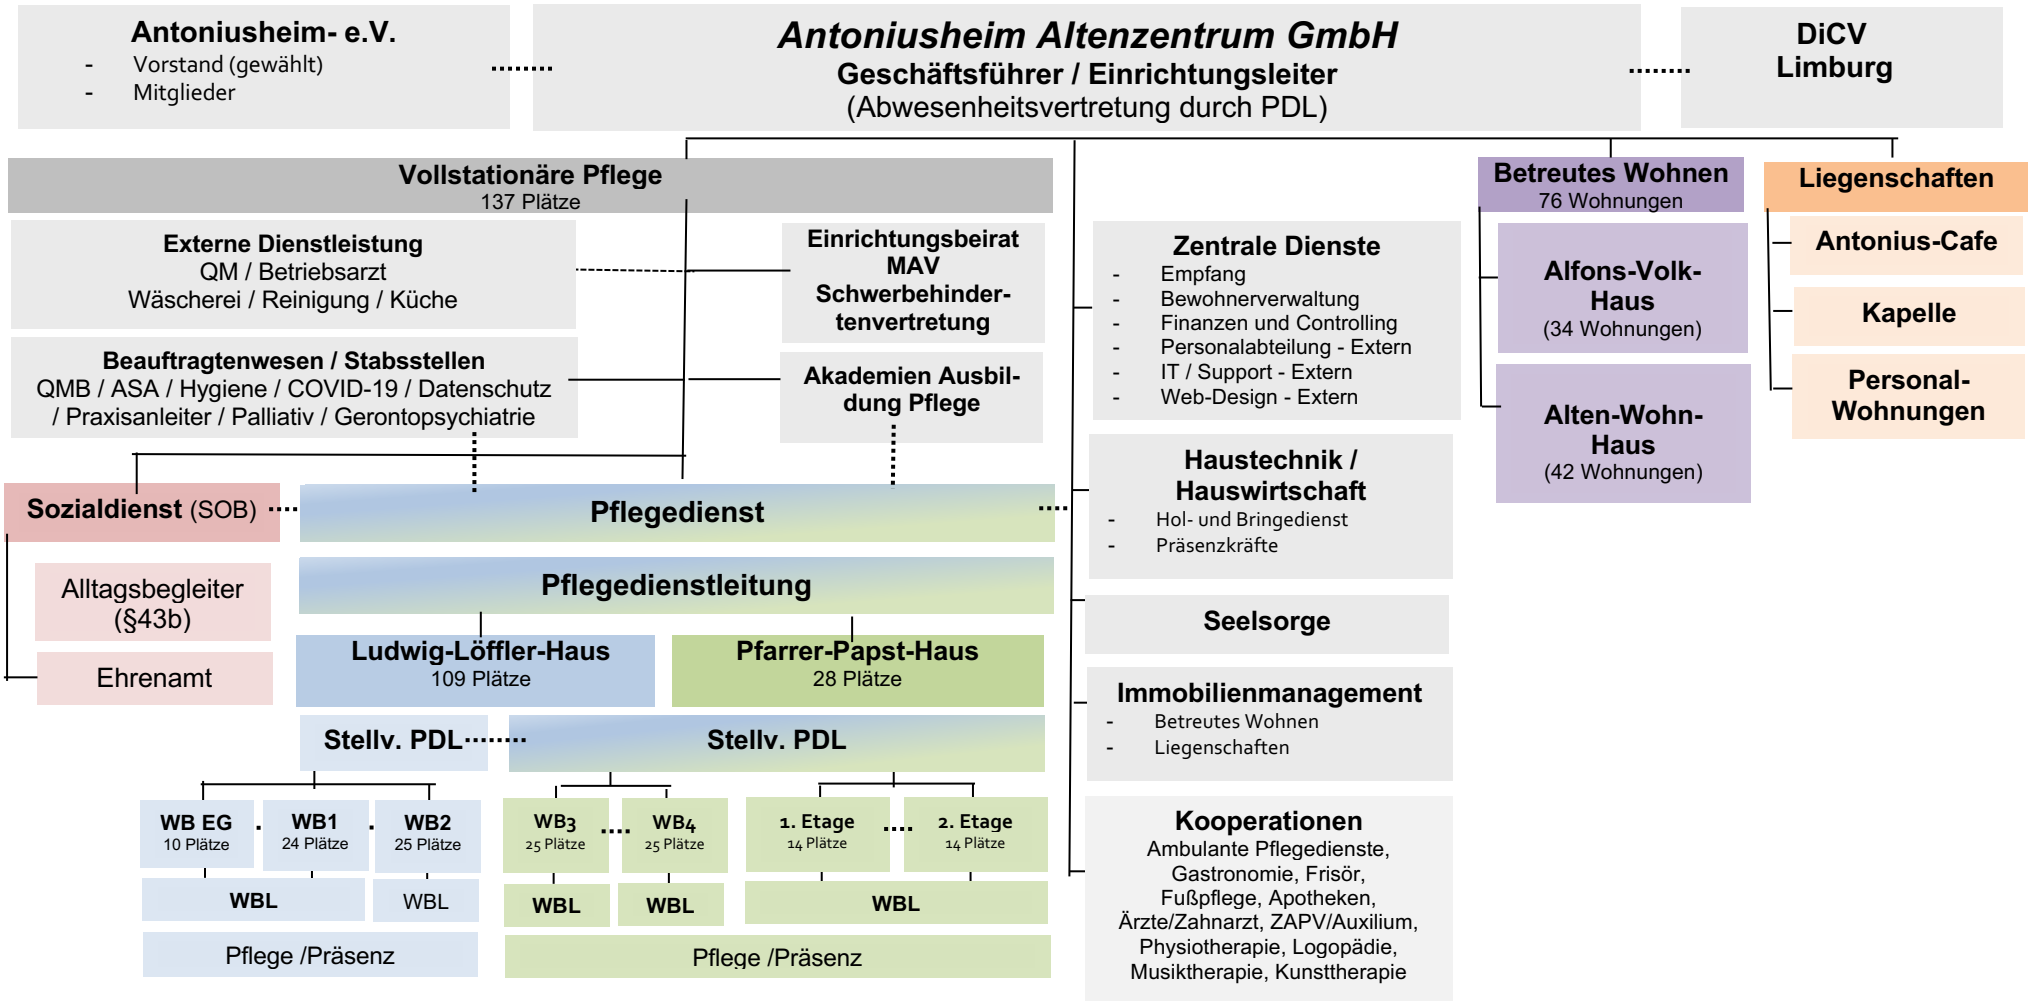 Antoniusheim- e.V.
- Vorstand (gewählt)
- Mitglieder
Antoniusheim Altenzentrum GmbH
Geschäftsführer / Einrichtungsleiter
(Abwesenheitsvertretung durch PDL)
DiCV
Limburg
Vollstationäre Pflege
137 Plätze
Externe Dienstleistung
QM / Betriebsarzt
Wäscherei / Reinigung / Küche
Einrichtungsbeirat
MAV
Schwerbehinder-
tenvertretung
Beauftragtenwesen / Stabsstellen
QMB / ASA / Hygiene / COVID-19 / Datenschutz
/ Praxisanleiter / Palliativ / Gerontopsychiatrie
Akademien Ausbil-
dung Pflege
Sozialdienst (SOB)
Pflegedienst
Alltagsbegleiter
(§43b)
Ehrenamt
Pflegedienstleitung
Ludwig-Löffler-Haus
109 Plätze
Pfarrer-Papst-Haus
28 Plätze
Stellv. PDL
Stellv. PDL
WB EG
10 Plätze
WB1
24 Plätze
WB2
25 Plätze
WB3
25 Plätze
WB4
25 Plätze
1. Etage
14 Plätze
2. Etage
14 Plätze
WBL
WBL
WBL
WBL
WBL
Pflege /Präsenz
Pflege /Präsenz
Zentrale Dienste
- Empfang
- Bewohnerverwaltung
- Finanzen und Controlling
- Personalabteilung - Extern
- IT / Support - Extern
- Web-Design - Extern
Haustechnik /
Hauswirtschaft
- Hol- und Bringedienst
- Präsenzkräfte
Seelsorge
Immobilienmanagement
- Betreutes Wohnen
- Liegenschaften
Kooperationen
Ambulante Pflegedienste,
Gastronomie, Frisör,
Fußpflege, Apotheken,
Ärzte/Zahnarzt, ZAPV/Auxilium,
Physiotherapie, Logopädie,
Musiktherapie, Kunsttherapie
Betreutes Wohnen
76 Wohnungen
Alfons-Volk-
Haus
(34 Wohnungen)
Alten-Wohn-
Haus
(42 Wohnungen)
Liegenschaften
Antonius-Cafe
Kapelle
Personal-
Wohnungen